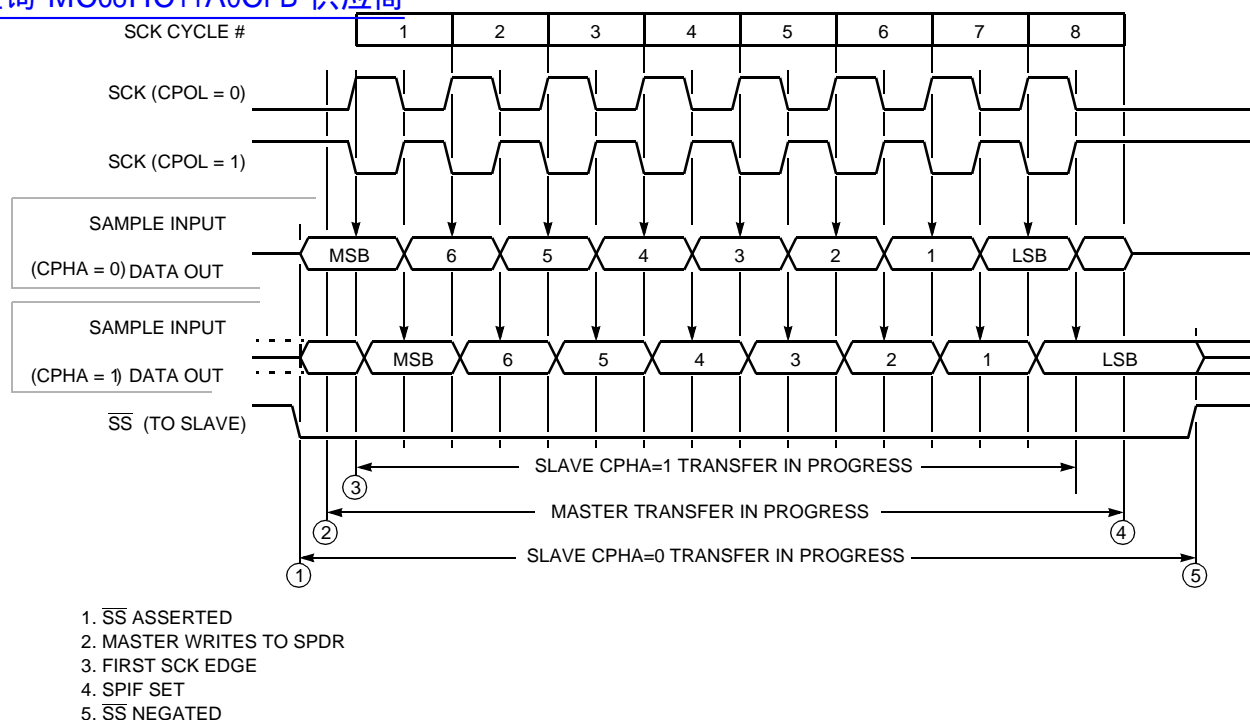 MC68HC11A0CFB 供应商
SCK CYCLE # 1 2 3 4 5 6 7 8
SCK (CPOL = 0)
SCK (CPOL = 1)
SAMPLE INPUT
(CPHA = 0) DATA OUT MSB 6 5 4 3 2 1 LSB
SAMPLE INPUT
(CPHA = 1) DATA OUT MSB 6 5 4 3 2 1 LSB
SS (TO SLAVE)
SLAVE CPHA=1 TRANSFER IN PROGRESS
3
MASTER TRANSFER IN PROGRESS
2 4
SLAVE CPHA=0 TRANSFER IN PROGRESS
1 5
1. SS ASSERTED
2. MASTER WRITES TO SPDR
3. FIRST SCK EDGE
4. SPIF SET
5. SS NEGATED